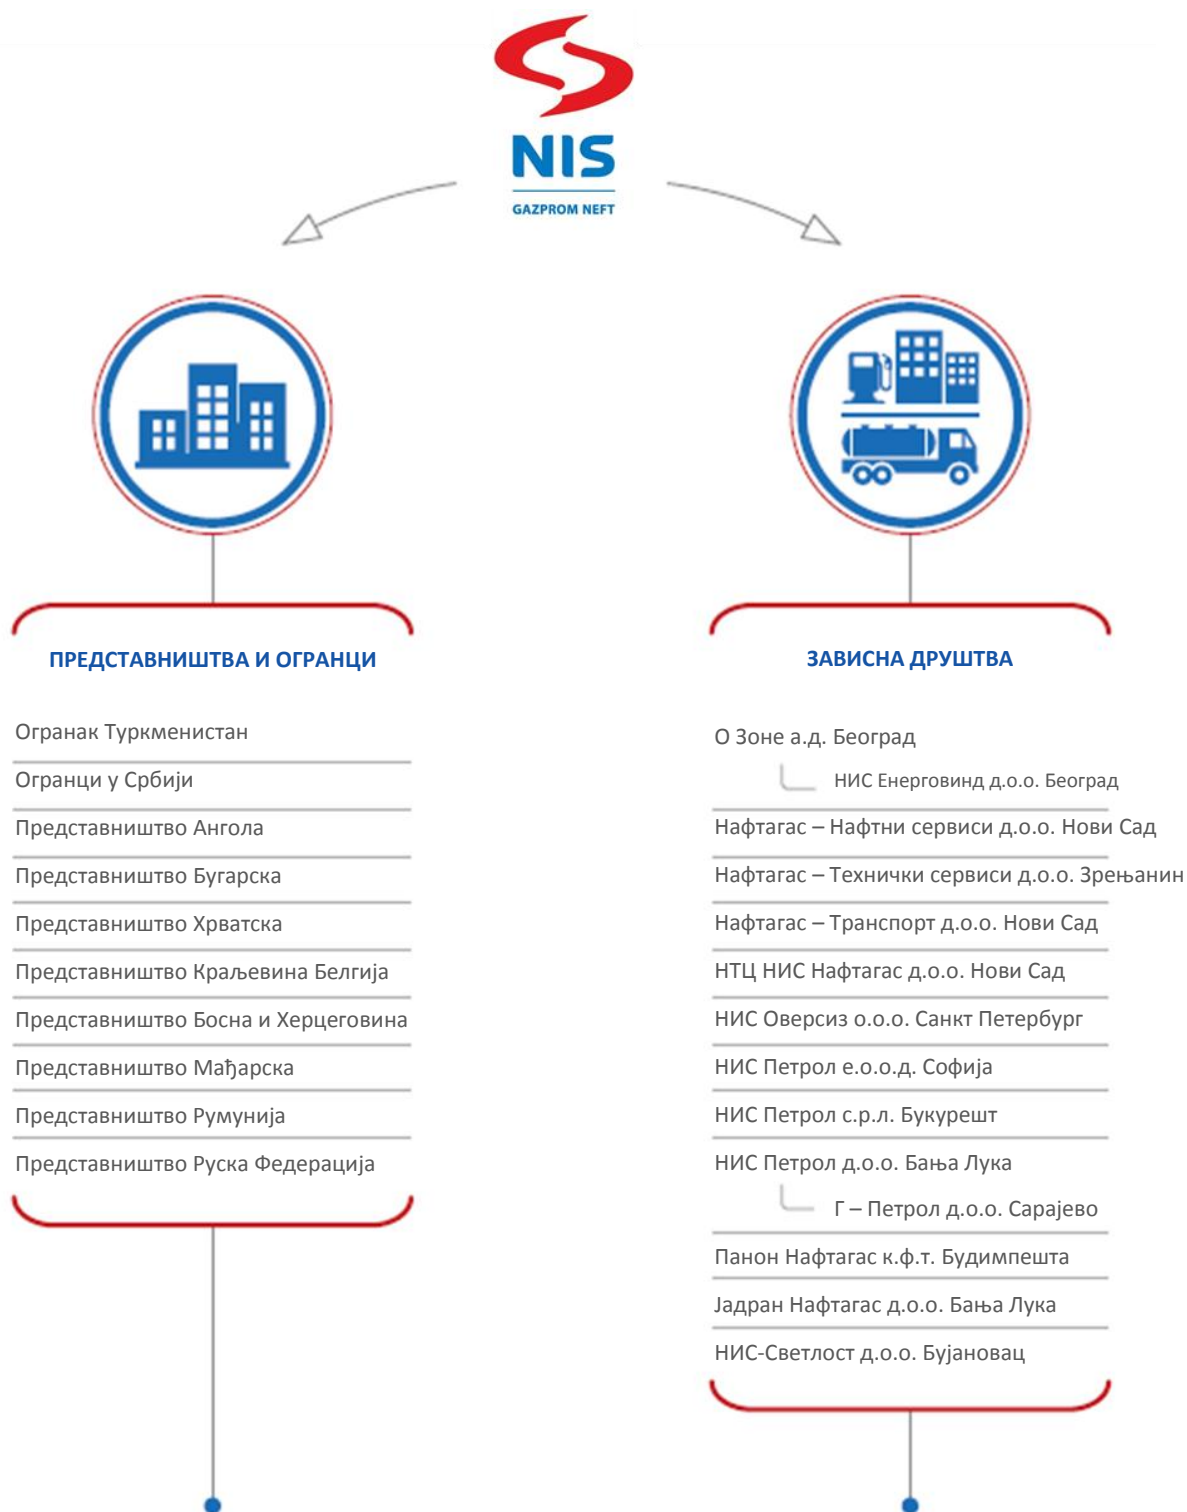 NIS
GAZPROM NEFT
ПРЕДСТАВНИШТВА И ОГРАНЦИ
Огранак Туркменистан
Огранци у Србији
Представништво Ангола
Представништво Бугарска
Представништво Хрватска
Представништво Краљевина Белгија
Представништво Босна и Херцеговина
Представништво Мађарска
Представништво Румунија
Представништво Руска Федерација
ЗАВИСНА ДРУШТВА
О Зоне а.д. Београд
НИС Енерговинд д.о.о. Београд
Нафтагас – Нафтни сервиси д.о.о. Нови Сад
Нафтагас – Технички сервиси д.о.о. Зрењанин
Нафтагас – Транспорт д.о.о. Нови Сад
НТЦ НИС Нафтагас д.о.о. Нови Сад
НИС Оверсиз о.о.о. Санкт Петербург
НИС Петрол е.о.о.д. Софија
НИС Петрол с.р.л. Букурешт
НИС Петрол д.о.о. Бања Лука
Г – Петрол д.о.о. Сарајево
Панон Нафтагас к.ф.т. Будимпешта
Јадран Нафтагас д.о.о. Бања Лука
НИС-Светлост д.о.о. Бујановац